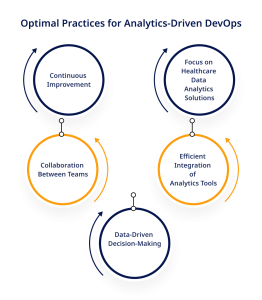 Optimal Practices for Analytics-Driven DevOps
Continuous
Improvement
Focus on
Healthcare
Data
Analytics
Solutions
Collaboration
Between Teams
Efficient
Integration
of
Analytics Tools
Data-Driven
Decision-Making